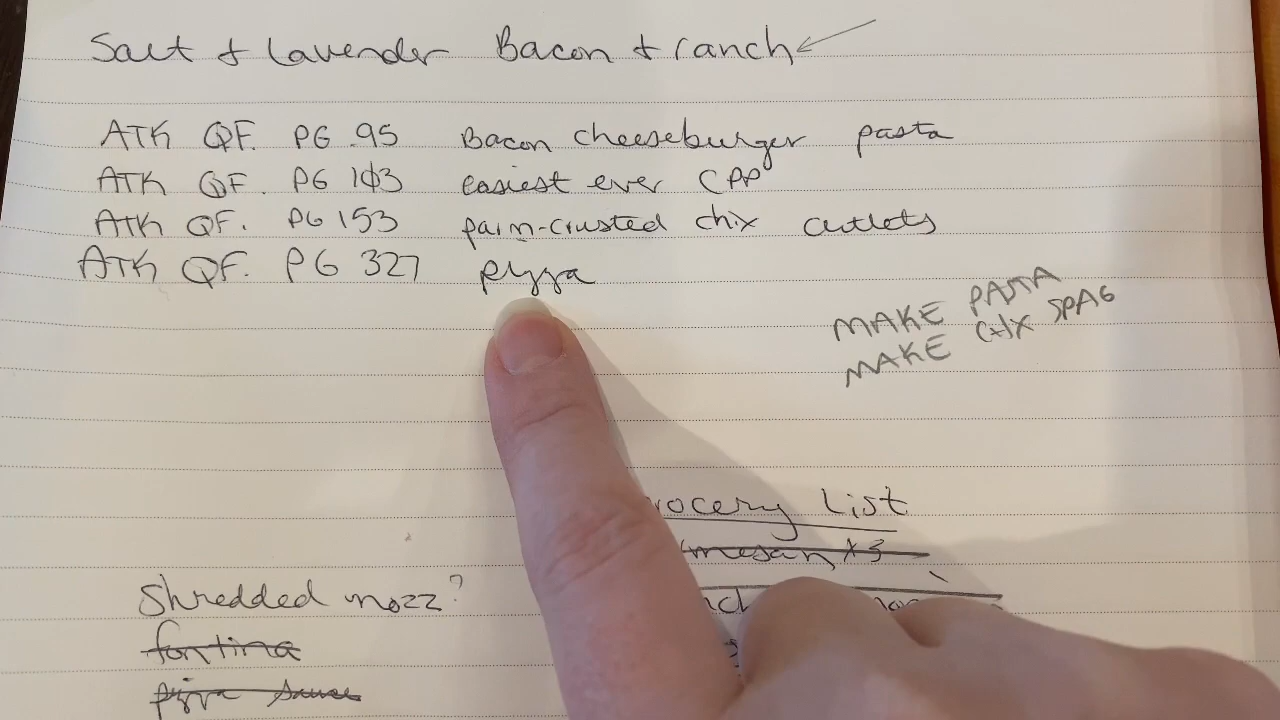 Salt & Lavender Bacon + ranch
ATK QF. PG .95 Bacon cheeseburger pasta
ATK QF. PG 103 easiest ever CPP
ATK QF. PG 153 parm-crusted chix cutlets
ATK QF. PG 327 pizza
MAKE PASTA
MAKE CHX SPAG
rocery List
mesan x3
Shredded mozz?
fontina
pizza sauce